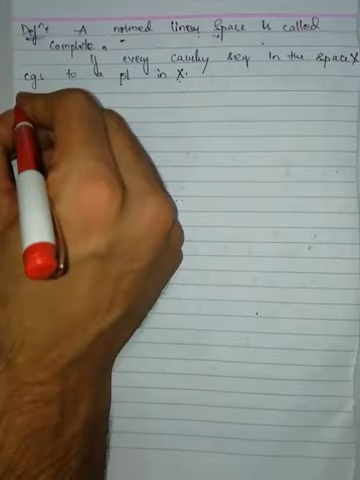 Defn: A normed linear Space is called
complete.
if every cauchy seq in the space X
cgs to a pt in X.